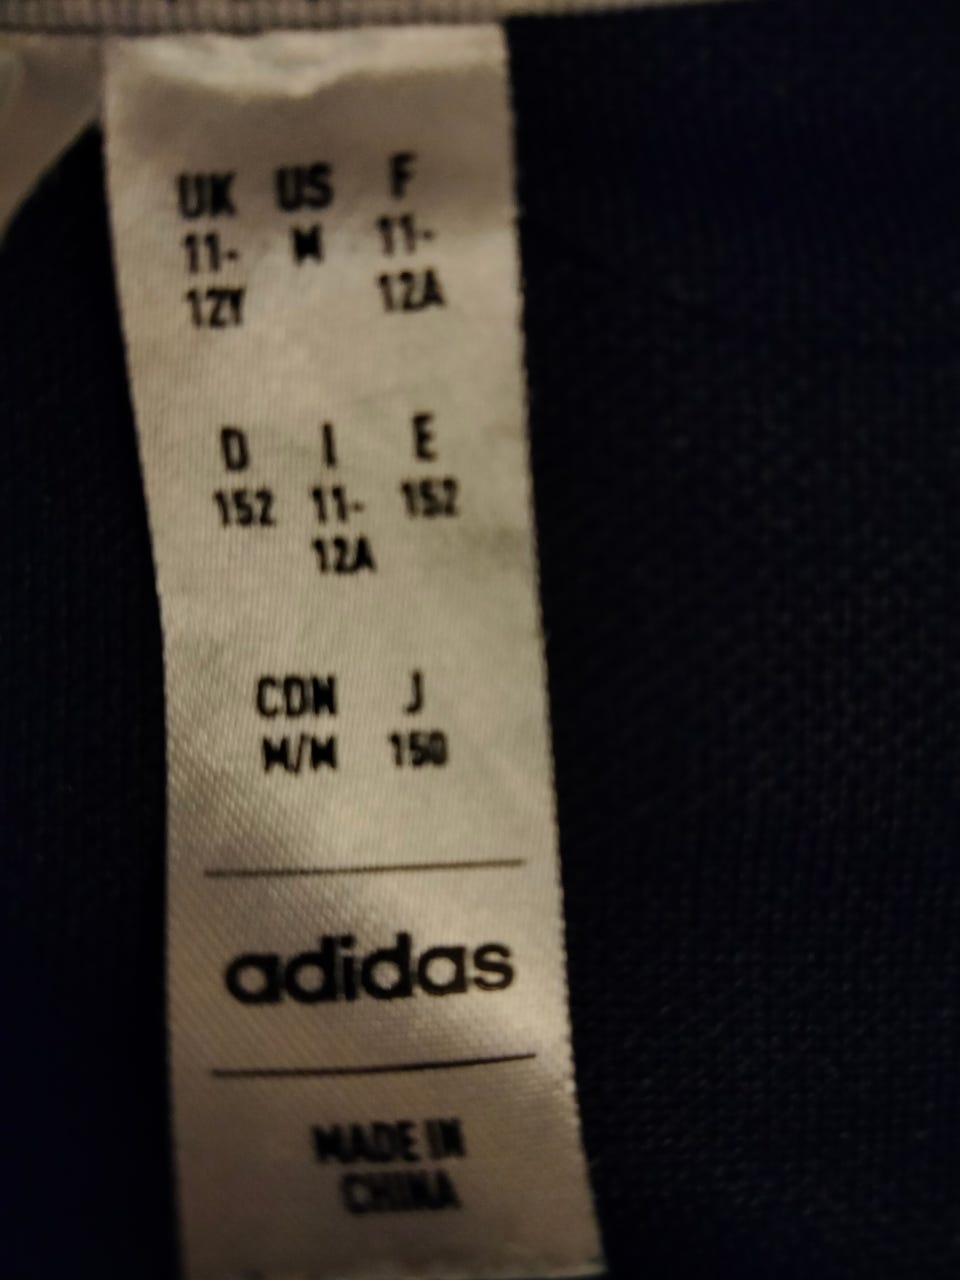 UK US F
11- M 11-
12Y 12A
D I E
152 11- 152
12A
CDN J
M/M 150
adidas
MADE IN
CHINA